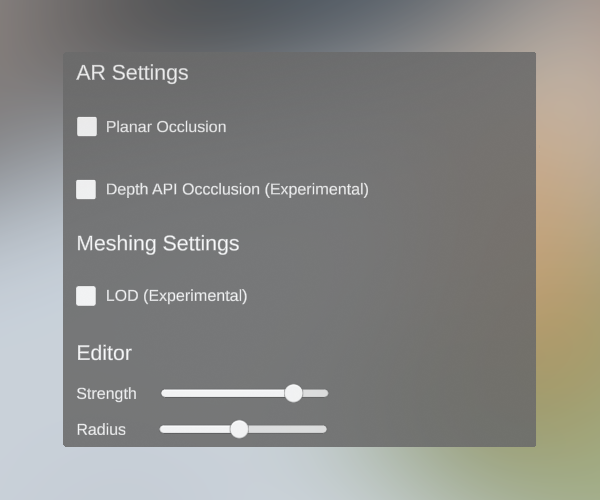 AR Settings
Planar Occlusion
Depth API Occclusion (Experimental)
Meshing Settings
LOD (Experimental)
Editor
Strength
Radius